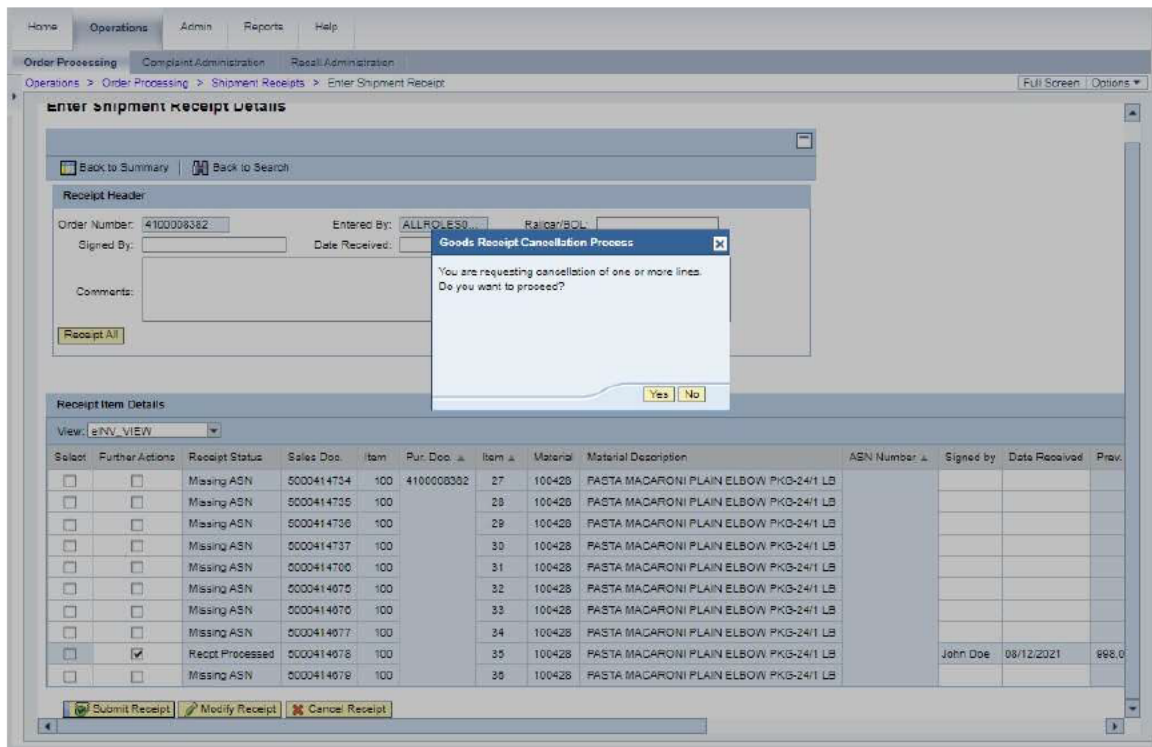 Home Operations Admin Reports Help
Order Processing Complaint Administration Recall Administration
Operations > Order Processing > Shipment Receipts > Enter Shipment Receipt Full Screen Options
Enter Shipment Receipt Details
Back to Summary Back to Search
Receipt Header
Order Number: 4100008382 Entered By: ALLROLES0... Railcar/BOL:
Signed By: Date Received:
Goods Receipt Cancellation Process
You are requesting cancellation of one or more lines.
Do you want to proceed?
Comments:
Receipt All
Yes No
Receipt Item Details
View: eINV_VIEW
Select Further Actions Receipt Status Sales Doc. Item Pur. Doc. Item Material Material Description ASN Number Signed by Date Received Prev.
Missing ASN 5000414734 100 4100008382 27 100428 PASTA MACARONI PLAIN ELBOW PKG-24/1 LB
Missing ASN 5000414735 100 28 100428 PASTA MACARONI PLAIN ELBOW PKG-24/1 LB
Missing ASN 5000414736 100 29 100428 PASTA MACARONI PLAIN ELBOW PKG-24/1 LB
Missing ASN 5000414737 100 30 100428 PASTA MACARONI PLAIN ELBOW PKG-24/1 LB
Missing ASN 100 31 100428 PASTA MACARONI PLAIN ELBOW PKG-24/1 LB
Missing ASN 5000414675 100 32 100428 PASTA MACARONI PLAIN ELBOW PKG-24/1 LB
Missing ASN 5000414676 100 33 100428 PASTA MACARONI PLAIN ELBOW PKG-24/1 LB
Missing ASN 5000414677 100 34 100428 PASTA MACARONI PLAIN ELBOW PKG-24/1 LB
Recpt Processed 5000414678 100 35 100428 PASTA MACARONI PLAIN ELBOW PKG-24/1 LB John Doe 08/12/2021 998.0
Missing ASN 5000414679 100 36 100428 PASTA MACARONI PLAIN ELBOW PKG-24/1 LB
Submit Receipt Modify Receipt Cancel Receipt